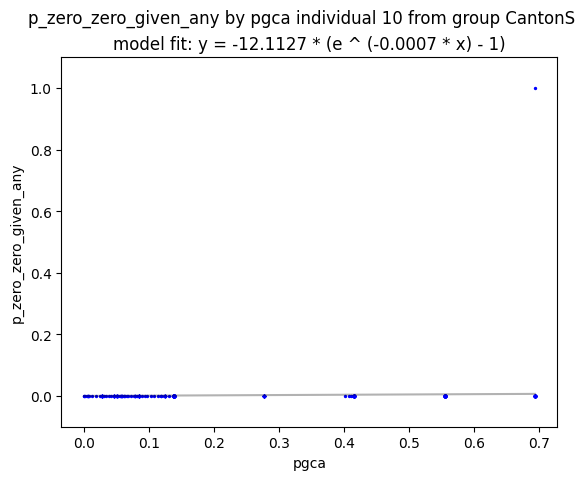 p_zero_zero_given_any by pgca individual 10 from group CantonS
model fit: y = -12.1127 * (e ^ (-0.0007 * x) - 1)
1.0
0.8
0.6
0.4
0.2
0.0
p_zero_zero_given_any
0.0 0.1 0.2 0.3 0.4 0.5 0.6 0.7
pgca